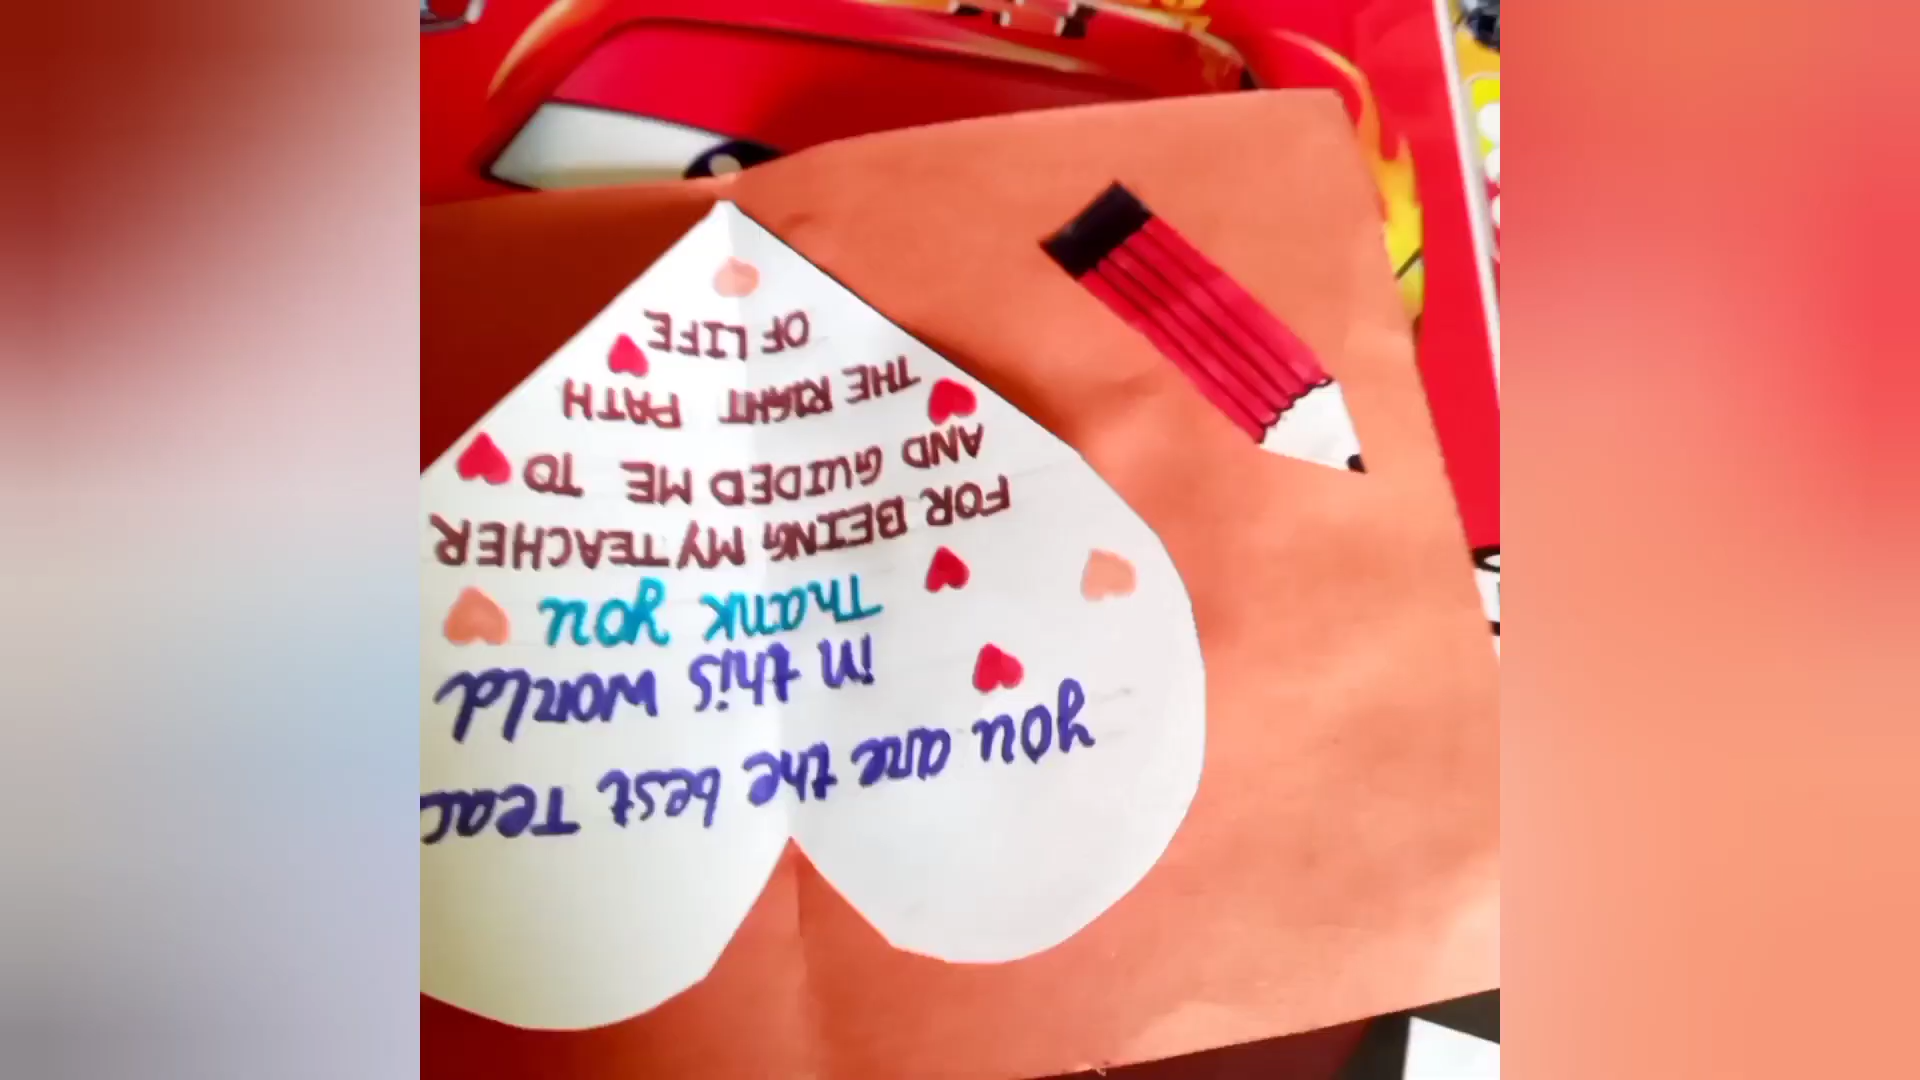 you are the best Teac
in this world
Thank you
FOR BEING MY TEACHER
AND GUIDED ME TO
THE RIGHT PATH
OF LIFE